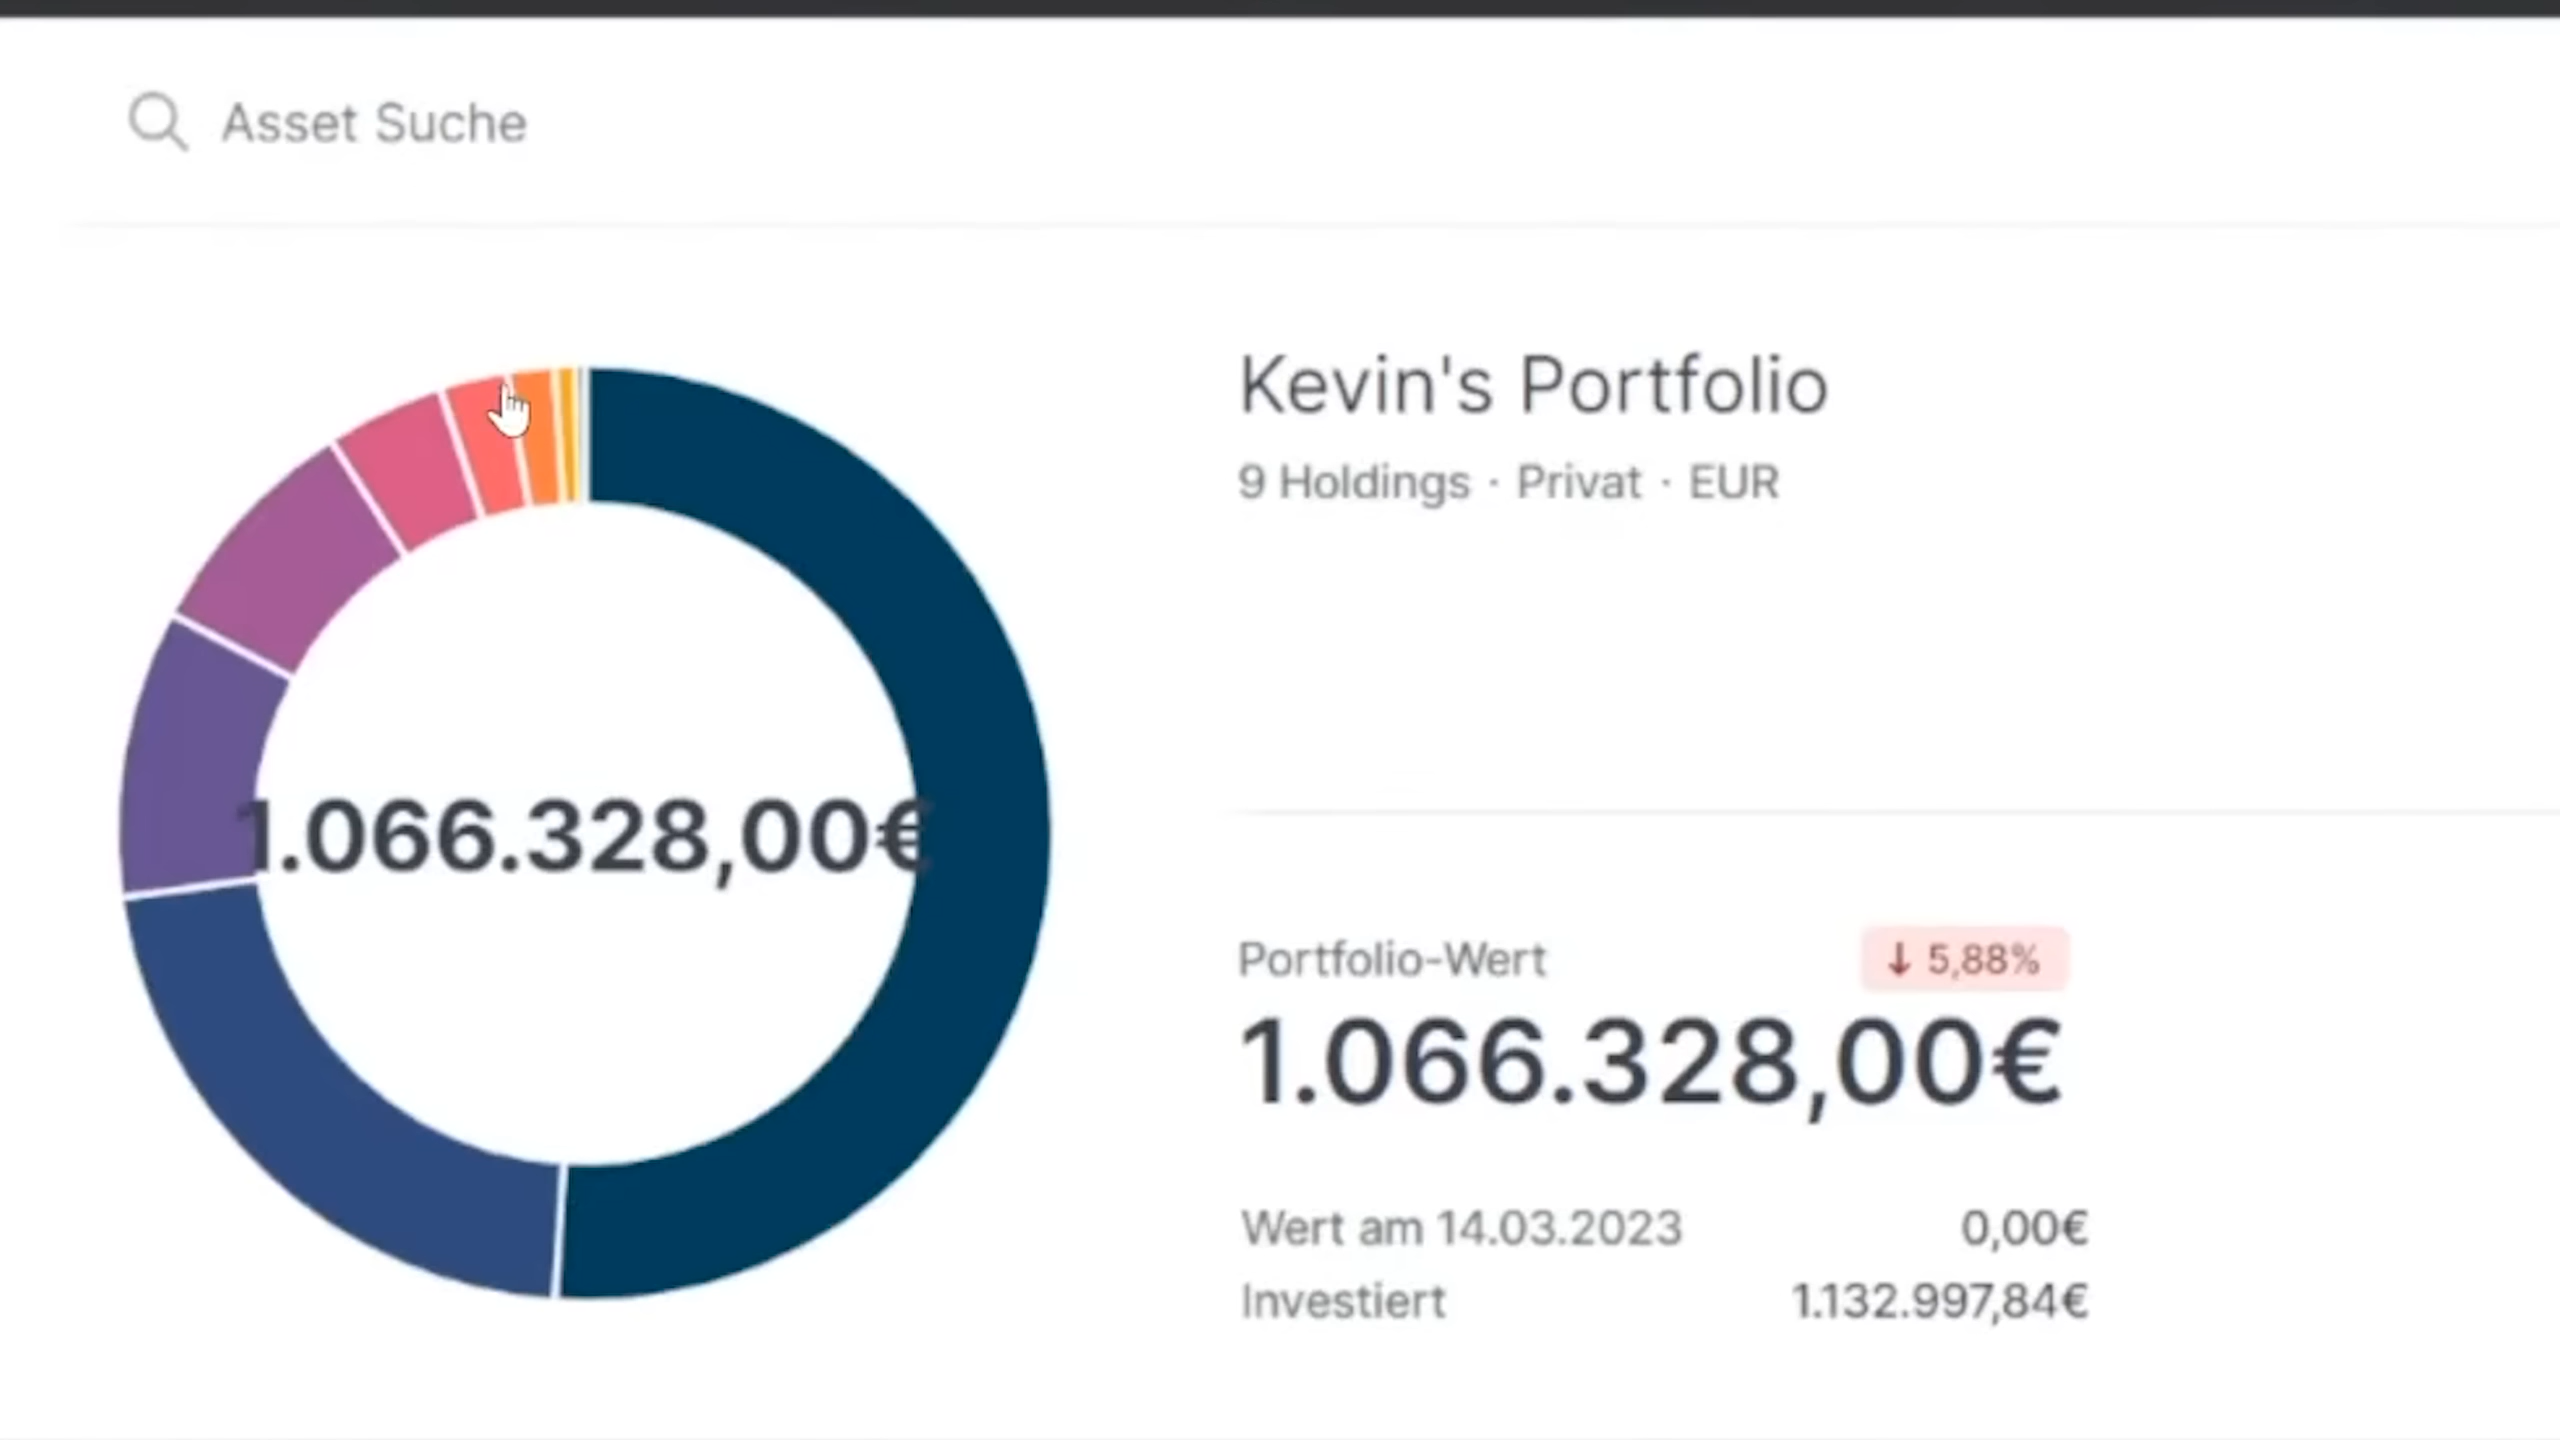 Asset Suche
1.066.328,00€
Kevin's Portfolio
9 Holdings · Privat · EUR
Portfolio-Wert
↓ 5,88%
1.066.328,00€
Wert am 14.03.2023 0,00€
Investiert 1.132.997,84€